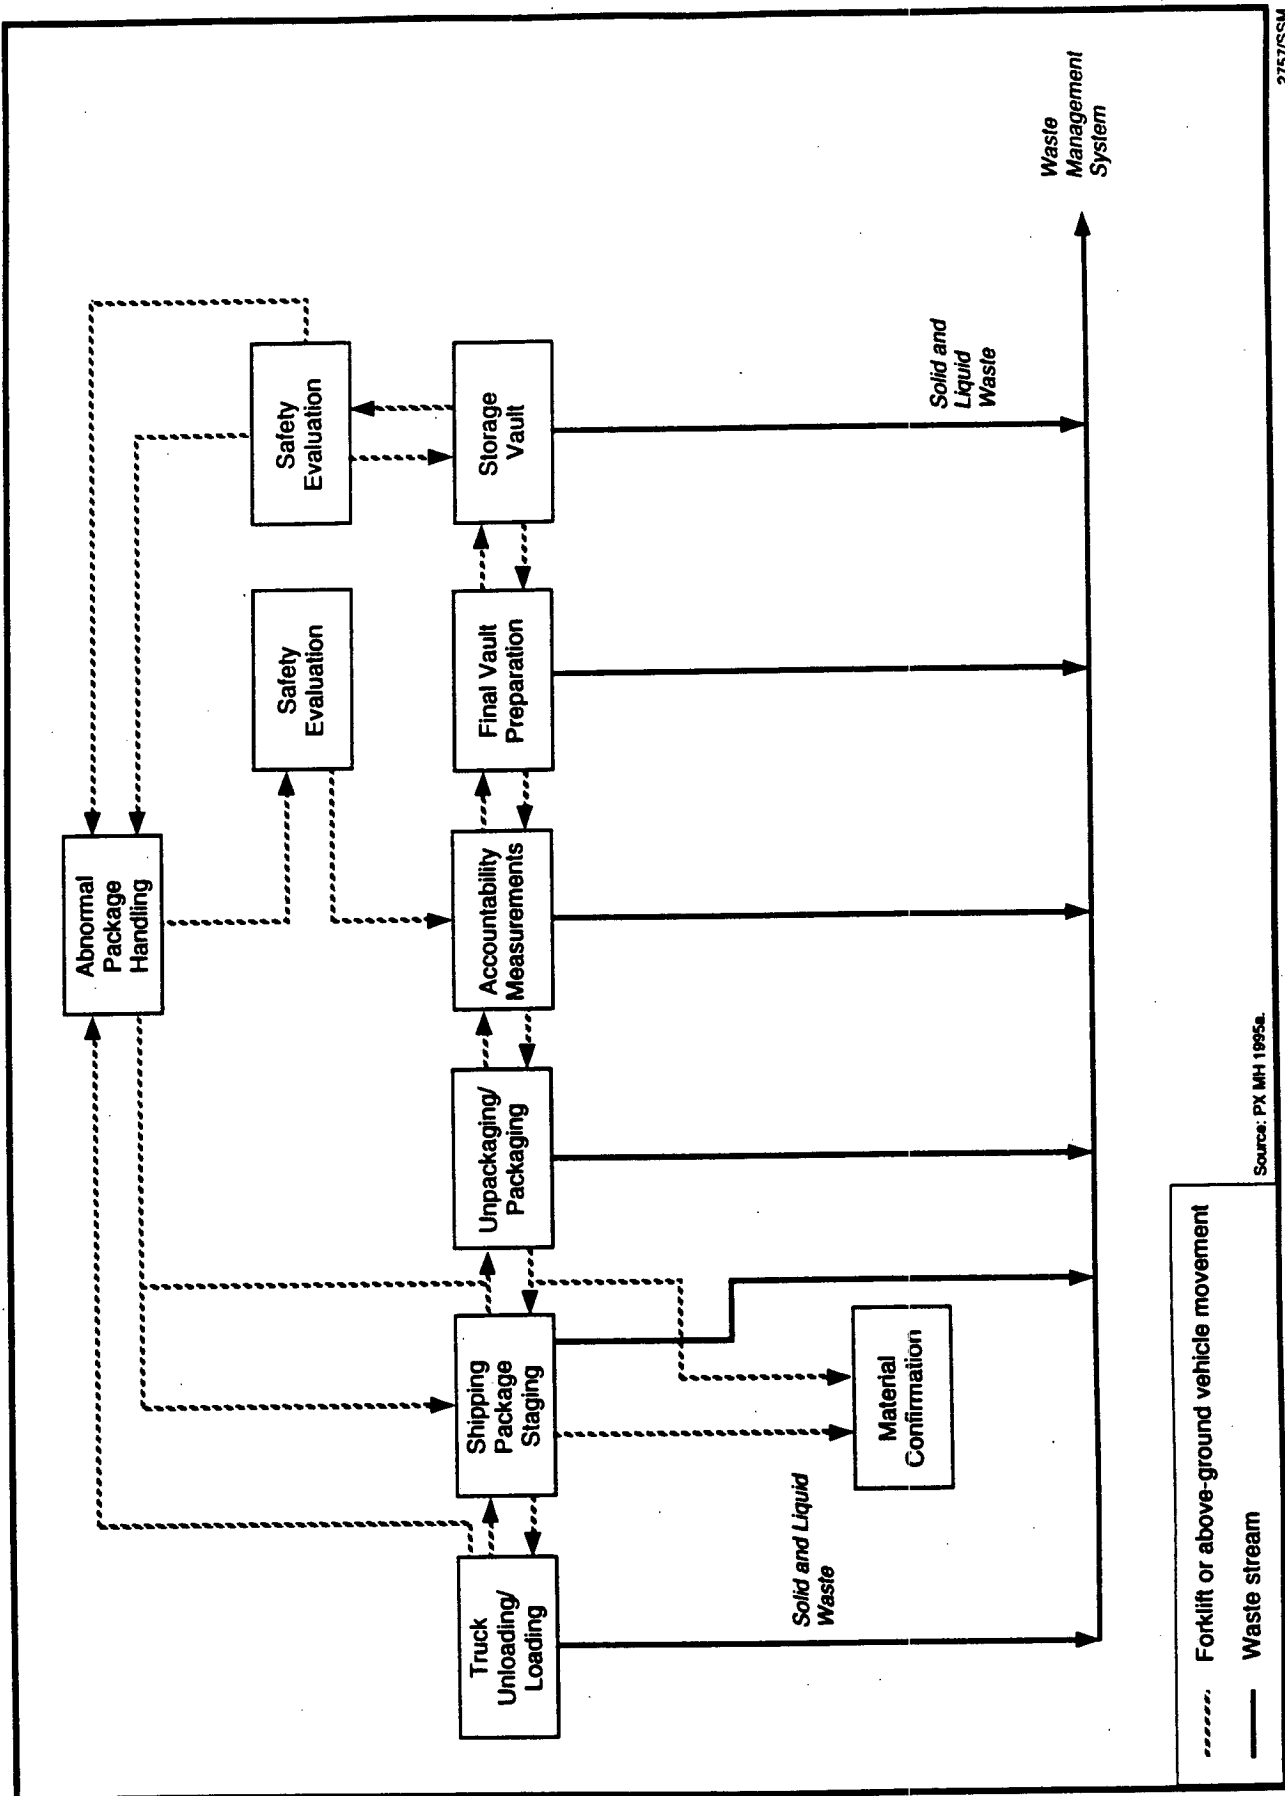 Abnormal
Package
Handling
Safety
Evaluation
Safety
Evaluation
Truck
Unloading/
Loading
Shipping
Package
Staging
Unpackaging/
Packaging
Accountability
Measurements
Final Vault
Preparation
Storage
Vault
Material
Confirmation
Solid and Liquid
Waste
Solid and
Liquid
Waste
Waste
Management
System
Forklift or above-ground vehicle movement
Waste stream
Source: PX MH 1995a.
2757/SSM